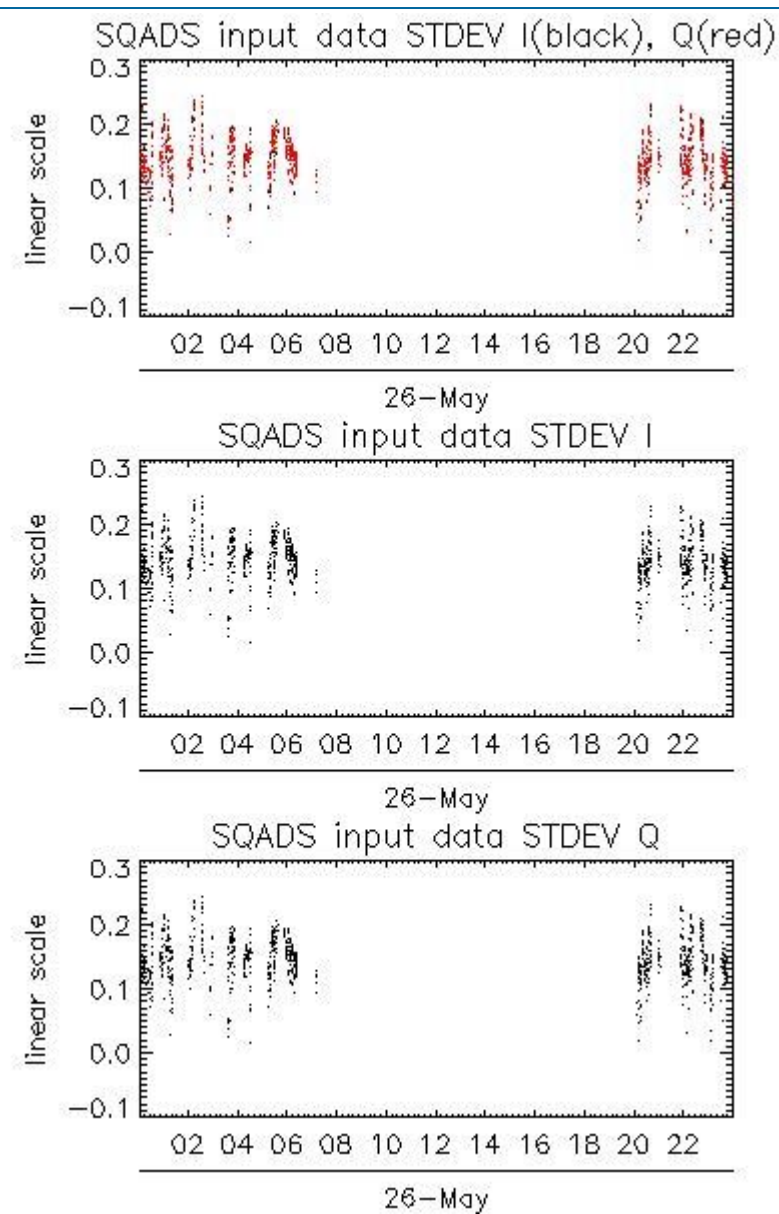 SQADS input data STDEV I(black), Q(red)
0.3
0.2
0.1
0.0
-0.1
linear scale
02 04 06 08 10 12 14 16 18 20 22
26-May
SQADS input data STDEV I
0.3
0.2
0.1
0.0
-0.1
linear scale
02 04 06 08 10 12 14 16 18 20 22
26-May
SQADS input data STDEV Q
0.3
0.2
0.1
0.0
-0.1
linear scale
02 04 06 08 10 12 14 16 18 20 22
26-May